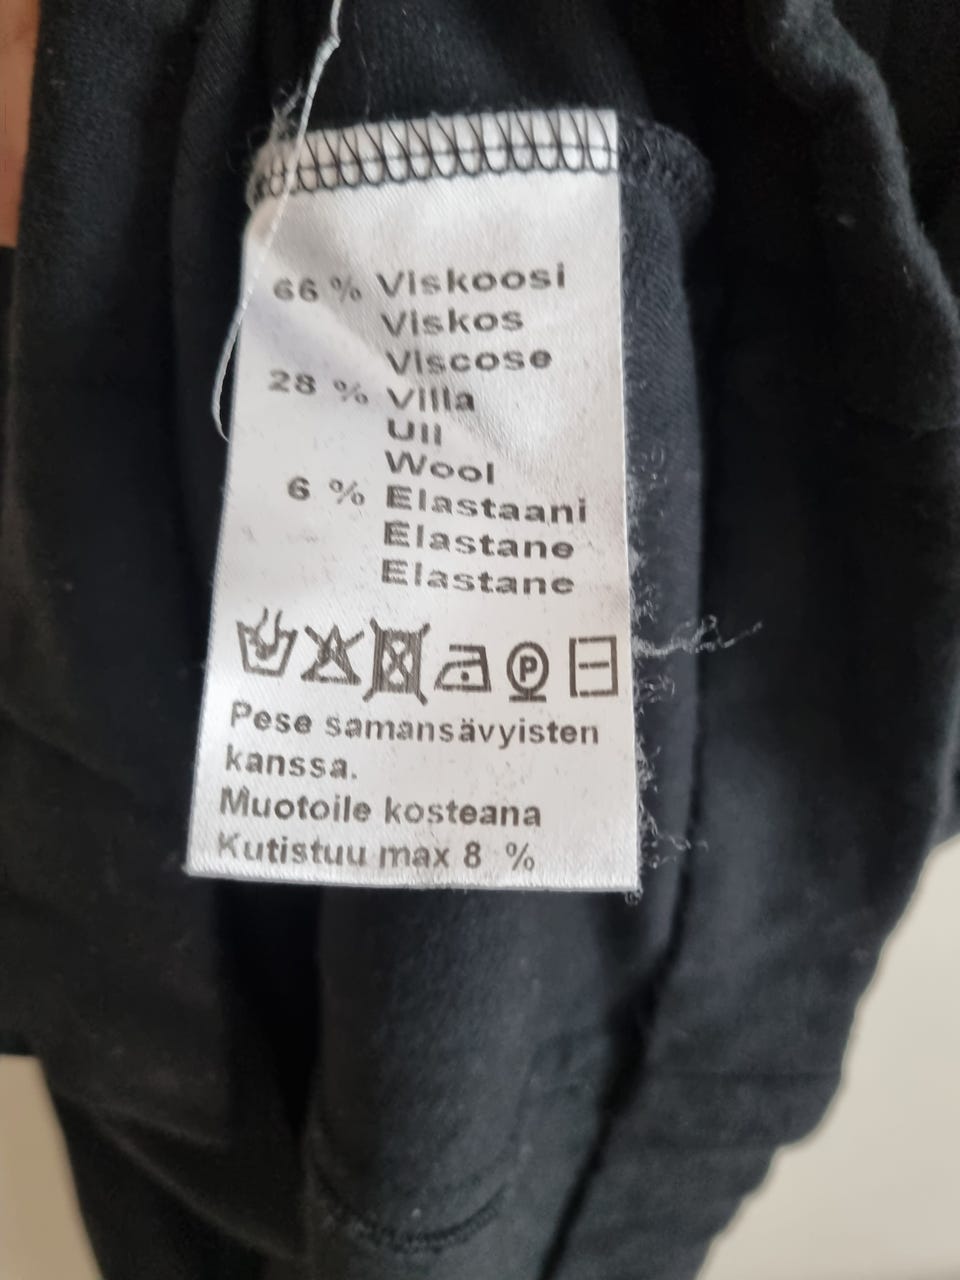 66 % Viskoosi
Viskos
Viscose
28 % Villa
Ull
Wool
6 % Elastaani
Elastane
Elastane
P
Pese samansävyisten
kanssa.
Muotoile kosteana
Kutistuu max 8 %